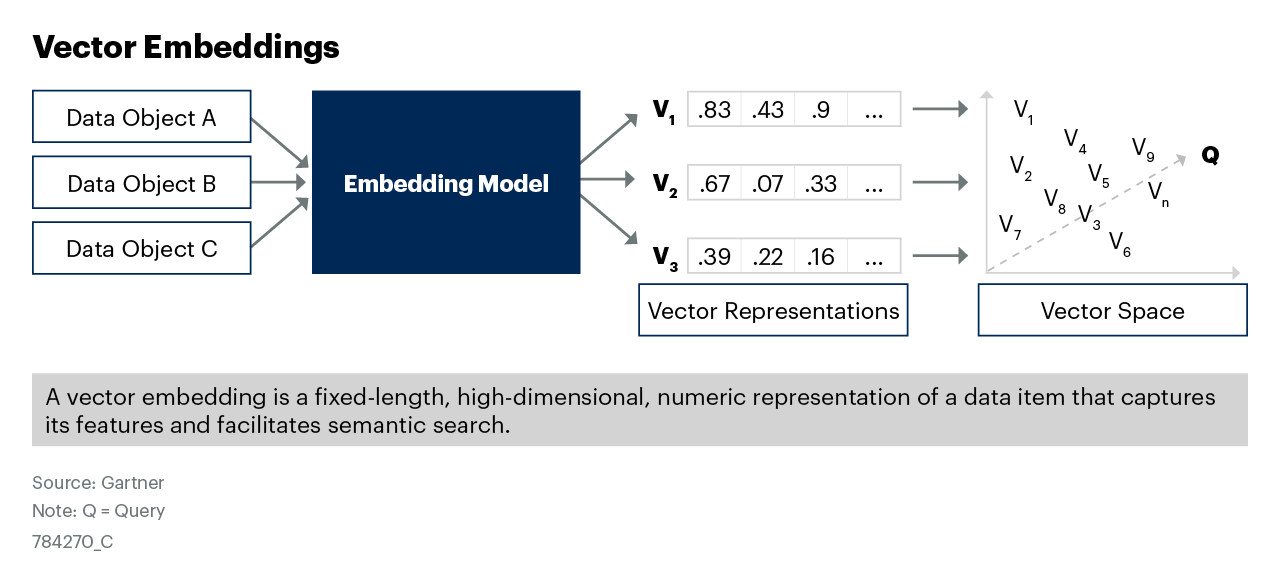 Vector Embeddings
Data Object A
Data Object B
Data Object C
Embedding Model
V1 .83 .43 .9 ...
V2 .67 .07 .33 ...
V3 .39 .22 .16 ...
Vector Representations
V1
V4
V9
Q
V2
V5
Vn
V8
V3
V7
V6
Vector Space
A vector embedding is a fixed-length, high-dimensional, numeric representation of a data item that captures
its features and facilitates semantic search.
Source: Gartner
Note: Q = Query
784270_C